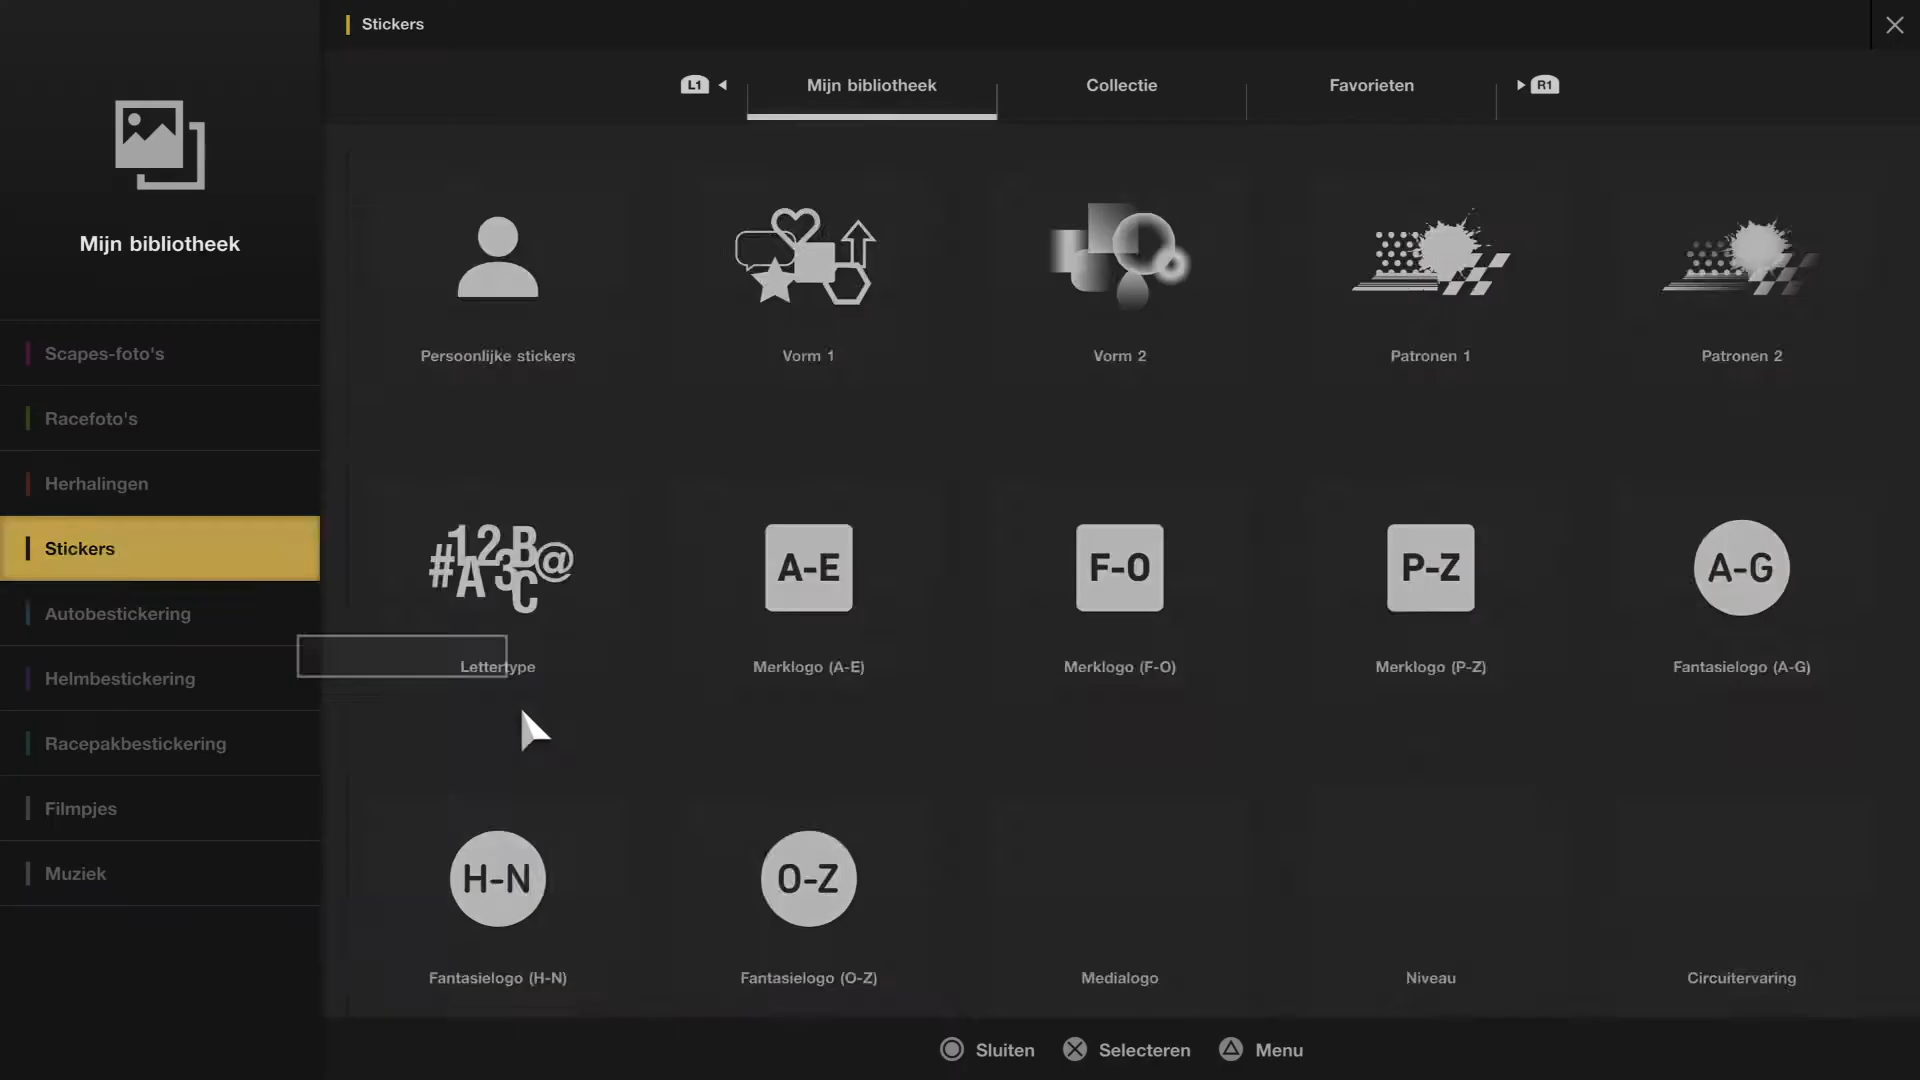 Stickers
L1
Mijn bibliotheek
Collectie
Favorieten
R1
Mijn bibliotheek
Scapes-foto's
Racefoto's
Herhalingen
Stickers
Autobestickering
Helmbestickering
Racepakbestickering
Filmpjes
Muziek
Persoonlijke stickers
Vorm 1
Vorm 2
Patronen 1
Patronen 2
#123ABC@
A-E
F-O
P-Z
A-G
Lettertype
Merklogo (A-E)
Merklogo (F-O)
Merklogo (P-Z)
Fantasielogo (A-G)
H-N
O-Z
Fantasielogo (H-N)
Fantasielogo (O-Z)
Medialogo
Niveau
Circuitervaring
Sluiten
Selecteren
Menu